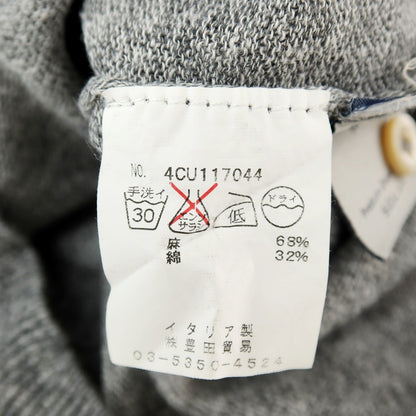 NO. 4CU117044
手洗イ
30
エンソ
サラシ
低
ドライ
麻 68%
綿 32%
イタリア製
㈱豊田貿易
03-5350-4524